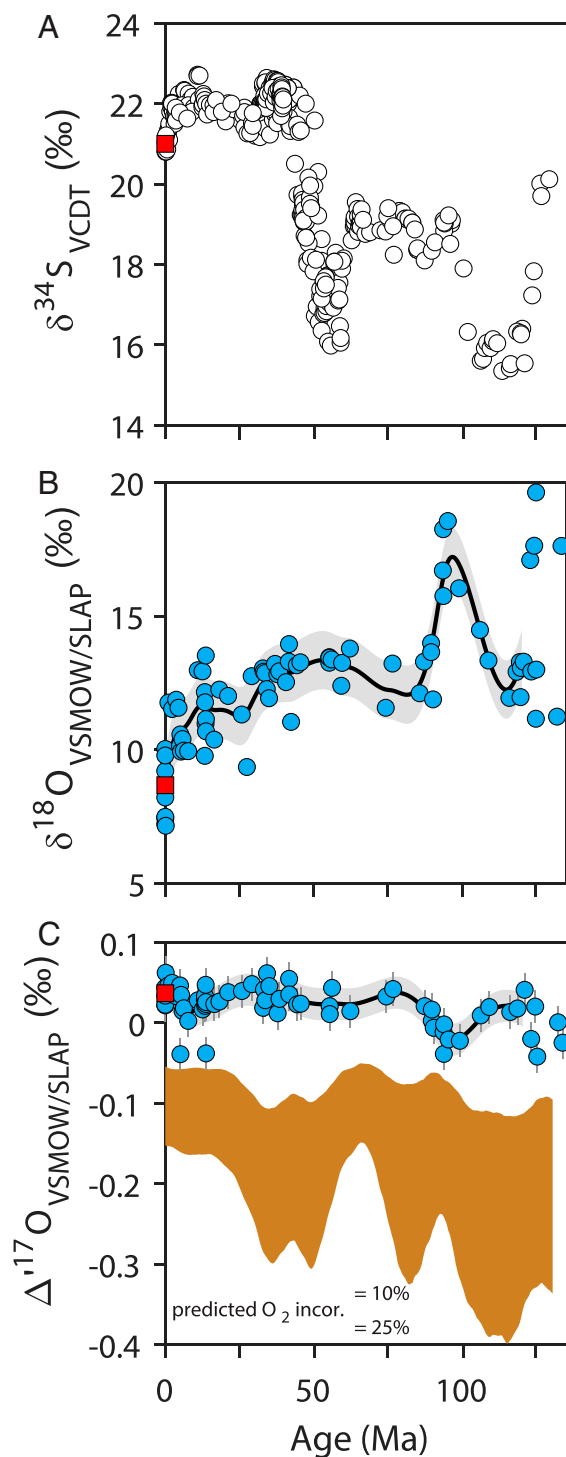 A
24
22
20
18
16
14
δ34SVCDT (‰)
B
20
15
10
5
δ18OVSMOW/SLAP (‰)
C
0.1
0
-0.1
-0.2
-0.3
-0.4
Δ'17OVSMOW/SLAP (‰)
= 10%
predicted O2 incor.
= 25%
0 50 100
Age (Ma)